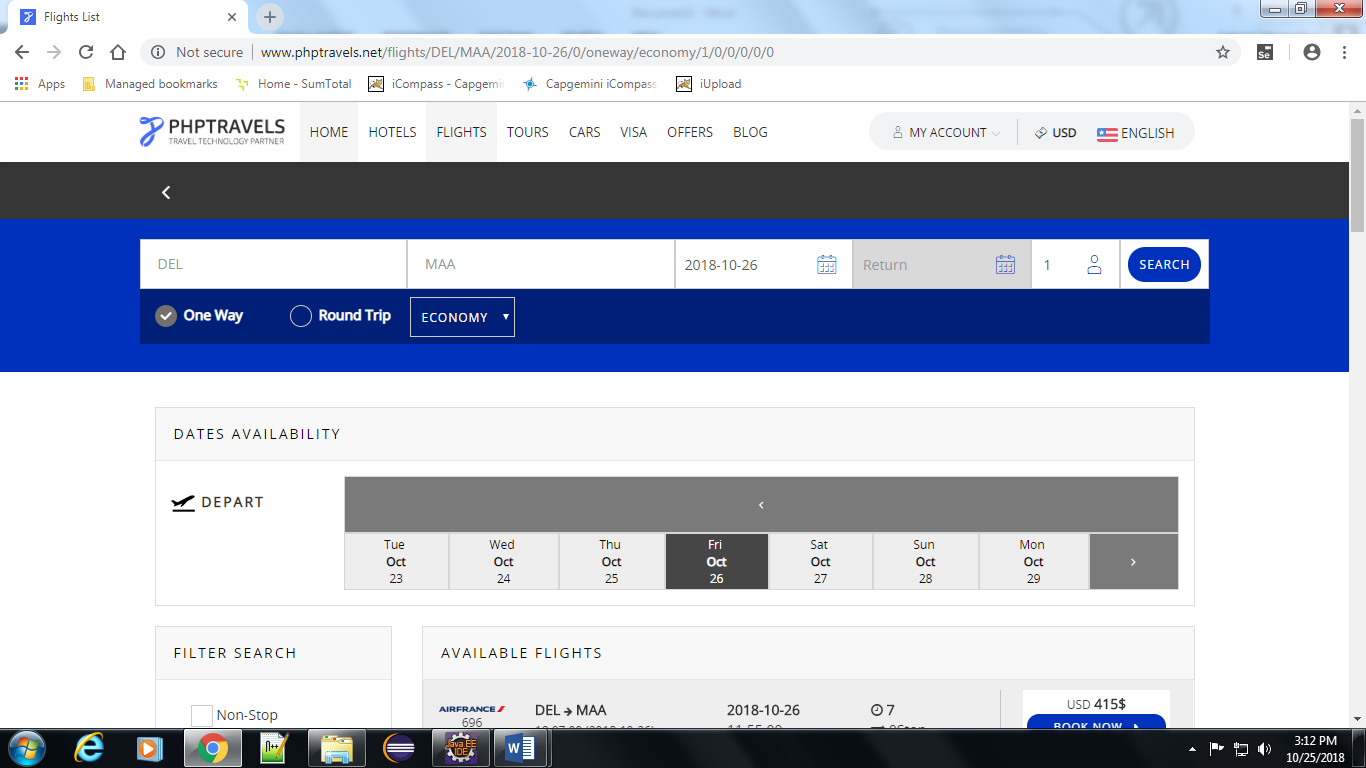 Flights List
Not secure www.phptravels.net/flights/DEL/MAA/2018-10-26/0/oneway/economy/1/0/0/0/0/0
Se
Apps Managed bookmarks Home - SumTotal iCompass - Capgemin Capgemini iCompass iUpload
PHPTRAVELS
TRAVEL TECHNOLOGY PARTNER
HOME HOTELS FLIGHTS TOURS CARS VISA OFFERS BLOG MY ACCOUNT USD ENGLISH
DEL MAA 2018-10-26 Return 1 SEARCH
One Way Round Trip ECONOMY
DATES AVAILABILITY
DEPART
Tue Wed Thu Fri Sat Sun Mon
Oct Oct Oct Oct Oct Oct Oct
23 24 25 26 27 28 29
FILTER SEARCH AVAILABLE FLIGHTS
Non-Stop
AIRFRANCE DEL MAA 2018-10-26 7 USD 415$
696
BOOK NOW
Java EE
IDE
3:12 PM
10/25/2018